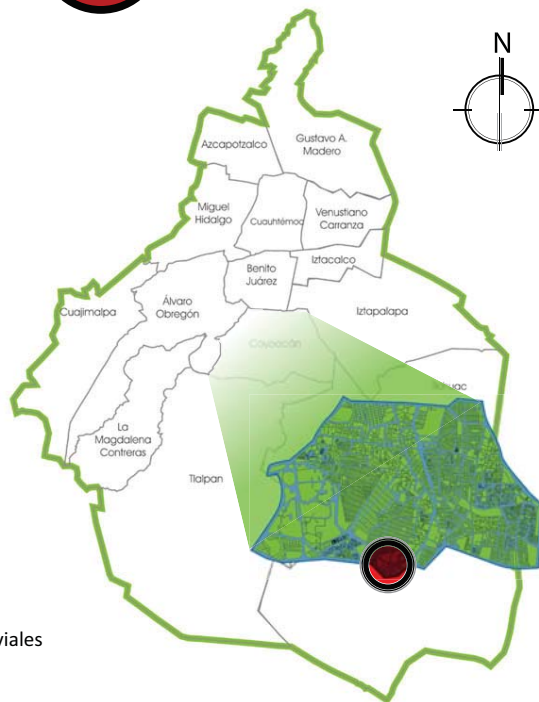 N
Azcapotzalco
Gustavo A.
Madero
Miguel
Hidalgo
Cuauhtémoc
Venustiano
Carranza
Benito
Juárez
Iztacalco
Cuajimalpa
Álvaro
Obregón
Coyoacán
Iztapalapa
La
Magdalena
Contreras
Tlalpan
viales